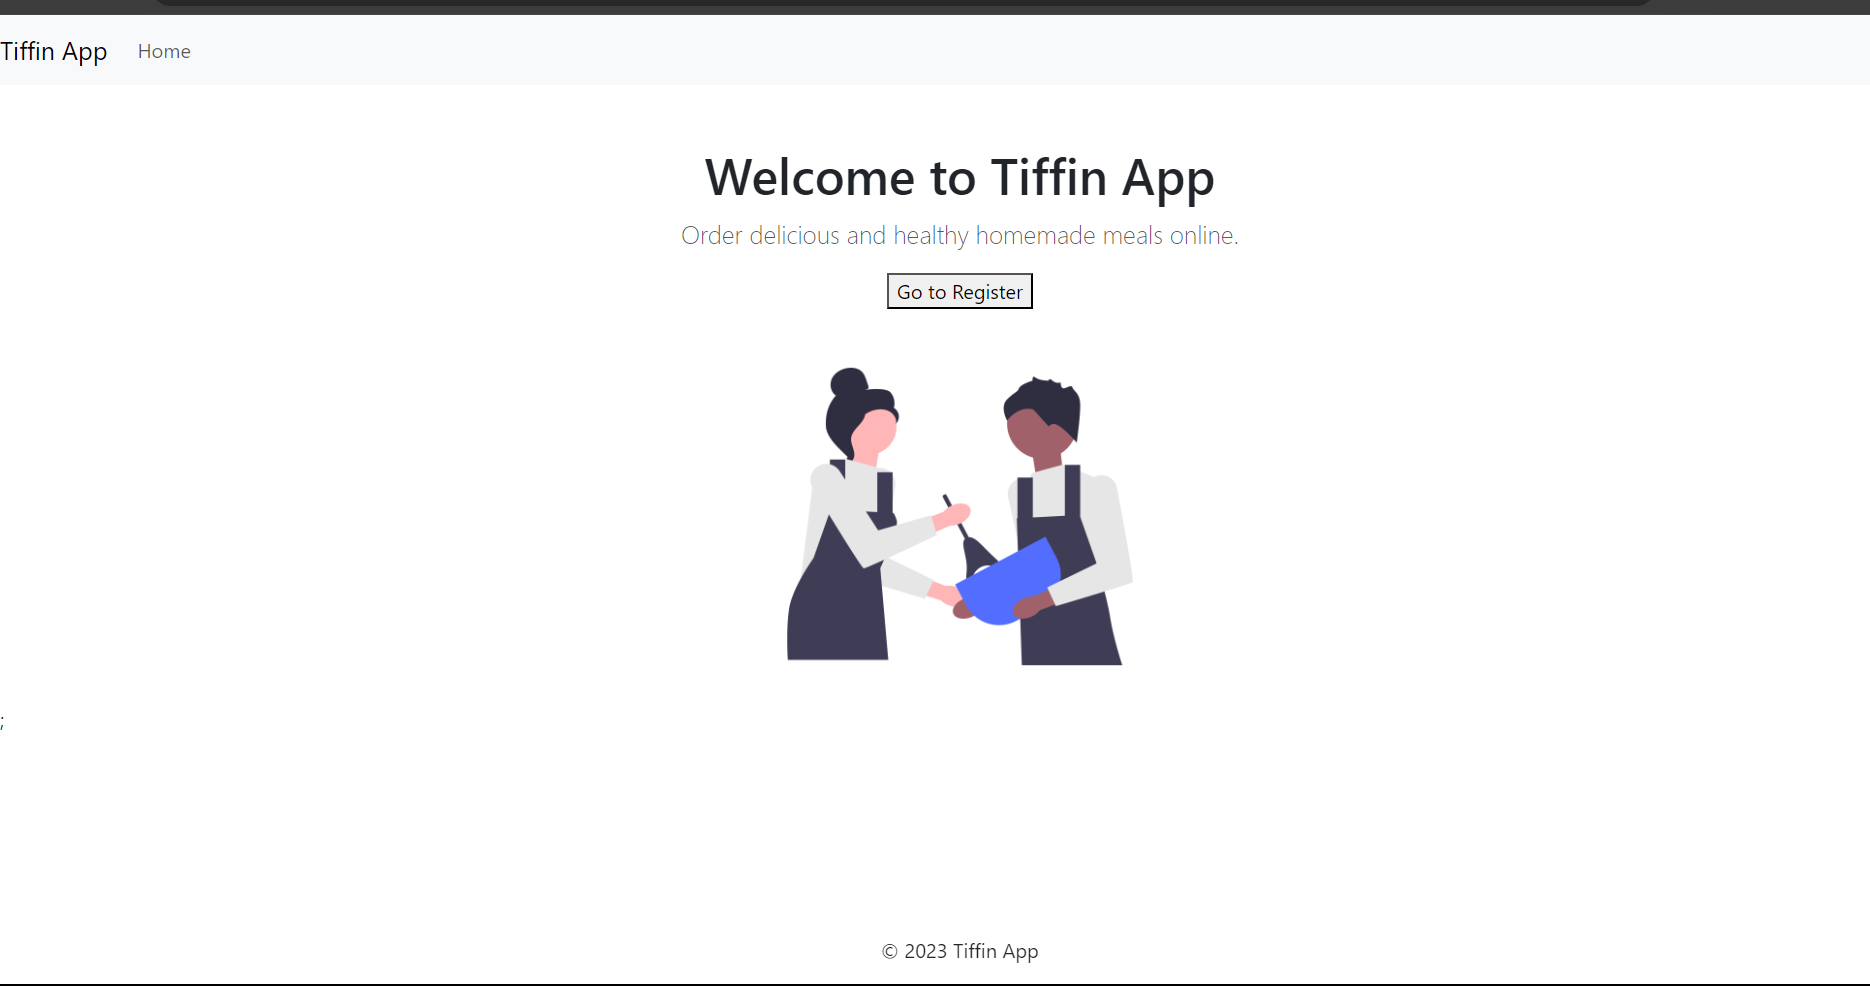 Tiffin App Home
Welcome to Tiffin App
Order delicious and healthy homemade meals online.
Go to Register
;
© 2023 Tiffin App